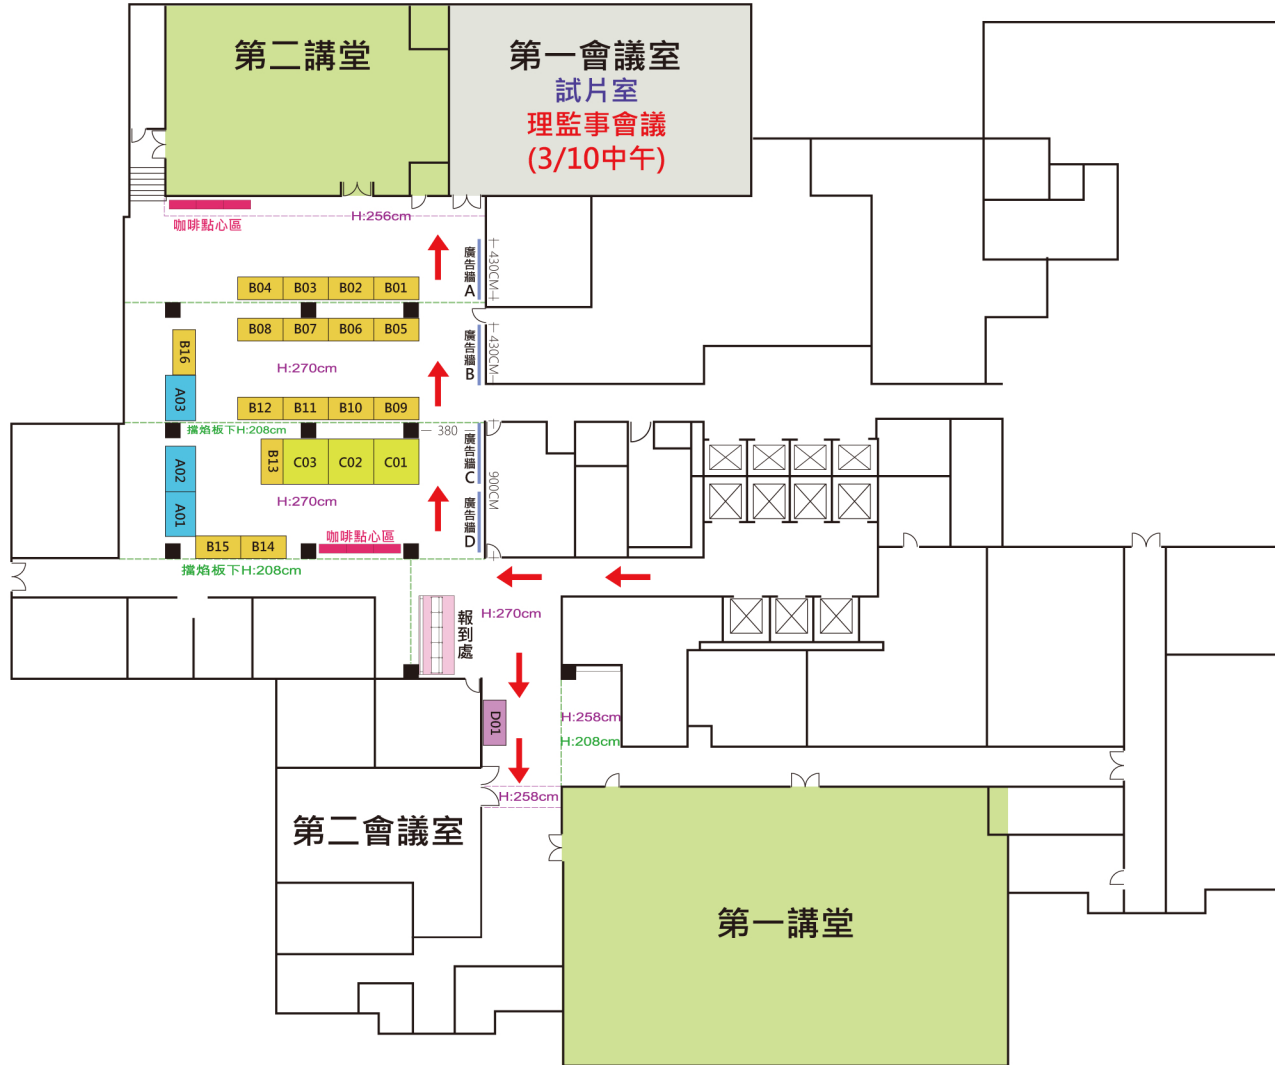 第二講堂
第一會議室
試片室
理監事會議
(3/10中午)
咖啡點心區
H:256cm
廣告牆A
430CM
B04 B03 B02 B01
B08 B07 B06 B05
廣告牆B
430CM
B16
H:270cm
A03
B12 B11 B10 B09
擋焰板下H:208cm
380
廣告牆C
900CM
B13 C03 C02 C01
A02
H:270cm
A01
廣告牆D
咖啡點心區
B15 B14
擋焰板下H:208cm
報到處
H:270cm
D01
H:258cm
H:208cm
H:258cm
第二會議室
第一講堂